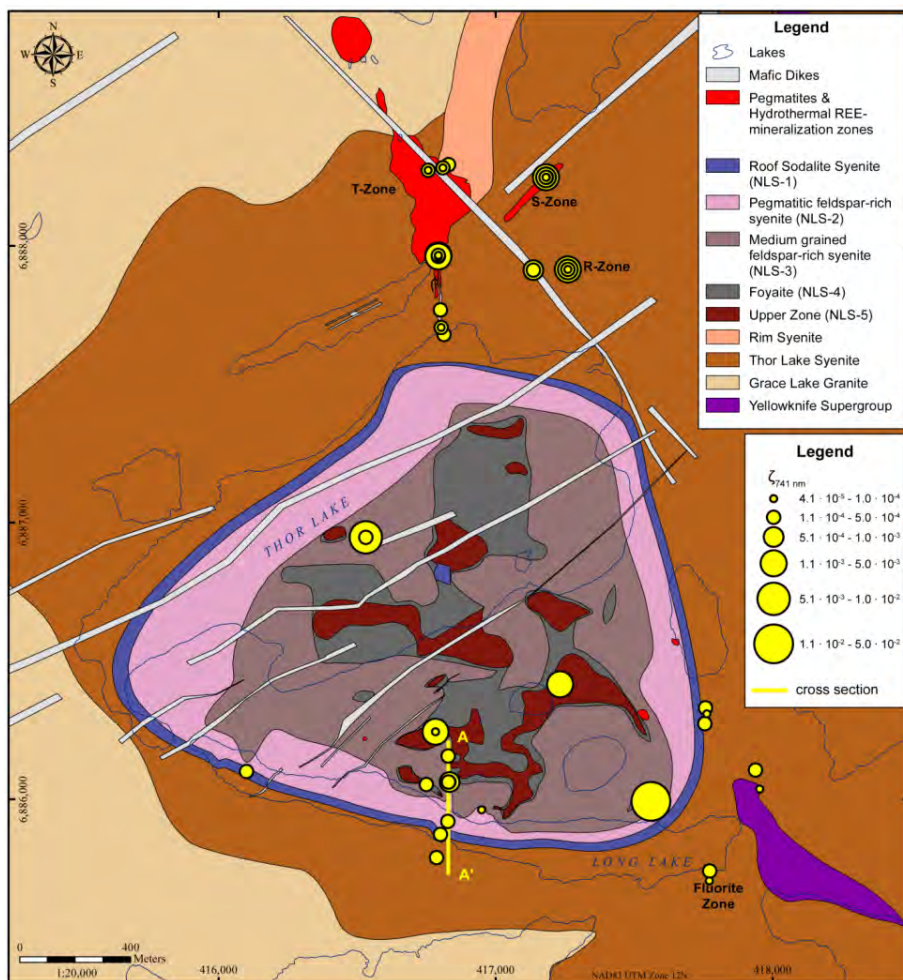 N
W E
S
Legend
Lakes
Mafic Dikes
Pegmatites &
Hydrothermal REE-
mineralization zones
Roof Sodalite Syenite
(NLS-1)
Pegmatitic feldspar-rich
syenite (NLS-2)
Medium grained
feldspar-rich syenite
(NLS-3)
Foyaite (NLS-4)
Upper Zone (NLS-5)
Rim Syenite
Thor Lake Syenite
Grace Lake Granite
Yellowknife Supergroup
T-Zone
S-Zone
R-Zone
6,888,000
Legend
ζ741 nm
4.1 · 10⁻⁵ - 1.0 · 10⁻⁴
1.1 · 10⁻⁴ - 5.0 · 10⁻⁴
5.1 · 10⁻⁴ - 1.0 · 10⁻³
1.1 · 10⁻³ - 5.0 · 10⁻³
5.1 · 10⁻³ - 1.0 · 10⁻²
1.1 · 10⁻² - 5.0 · 10⁻²
cross section
6,887,000
THOR LAKE
A
6,886,000
A'
LONG LAKE
Fluorite
Zone
0 400
Meters
1:20,000
416,000
417,000
418,000
NAD83 UTM Zone 12N